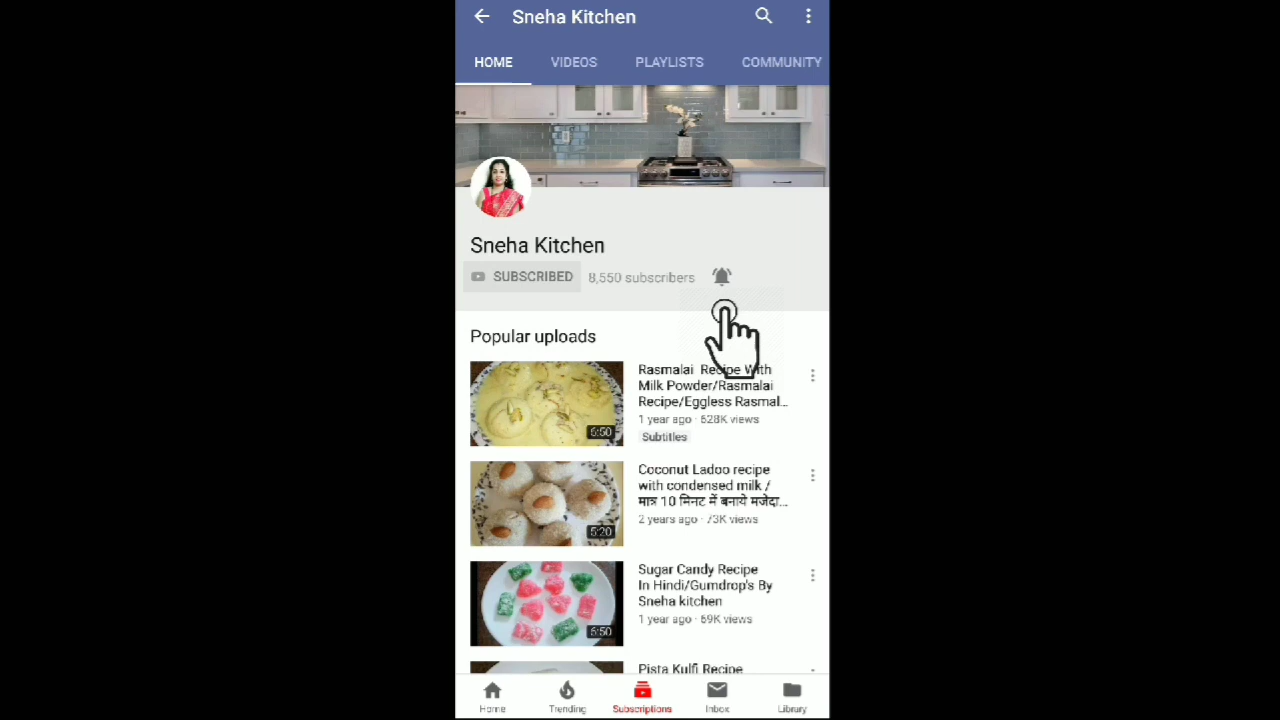 Sneha Kitchen
HOME VIDEOS PLAYLISTS COMMUNITY
Sneha Kitchen
SUBSCRIBED 8,550 subscribers
Popular uploads
Rasmalai Recipe With
Milk Powder/Rasmalai
Recipe/Eggless Rasmal...
1 year ago · 628K views
Subtitles
6:50
Coconut Ladoo recipe
with condensed milk /
मात्र 10 मिनट में बनाये मजेदा...
2 years ago · 73K views
5:20
Sugar Candy Recipe
In Hindi/Gumdrop's By
Sneha kitchen
1 year ago · 69K views
6:50
Pista Kulfi Recipe
Home Trending Subscriptions Inbox Library